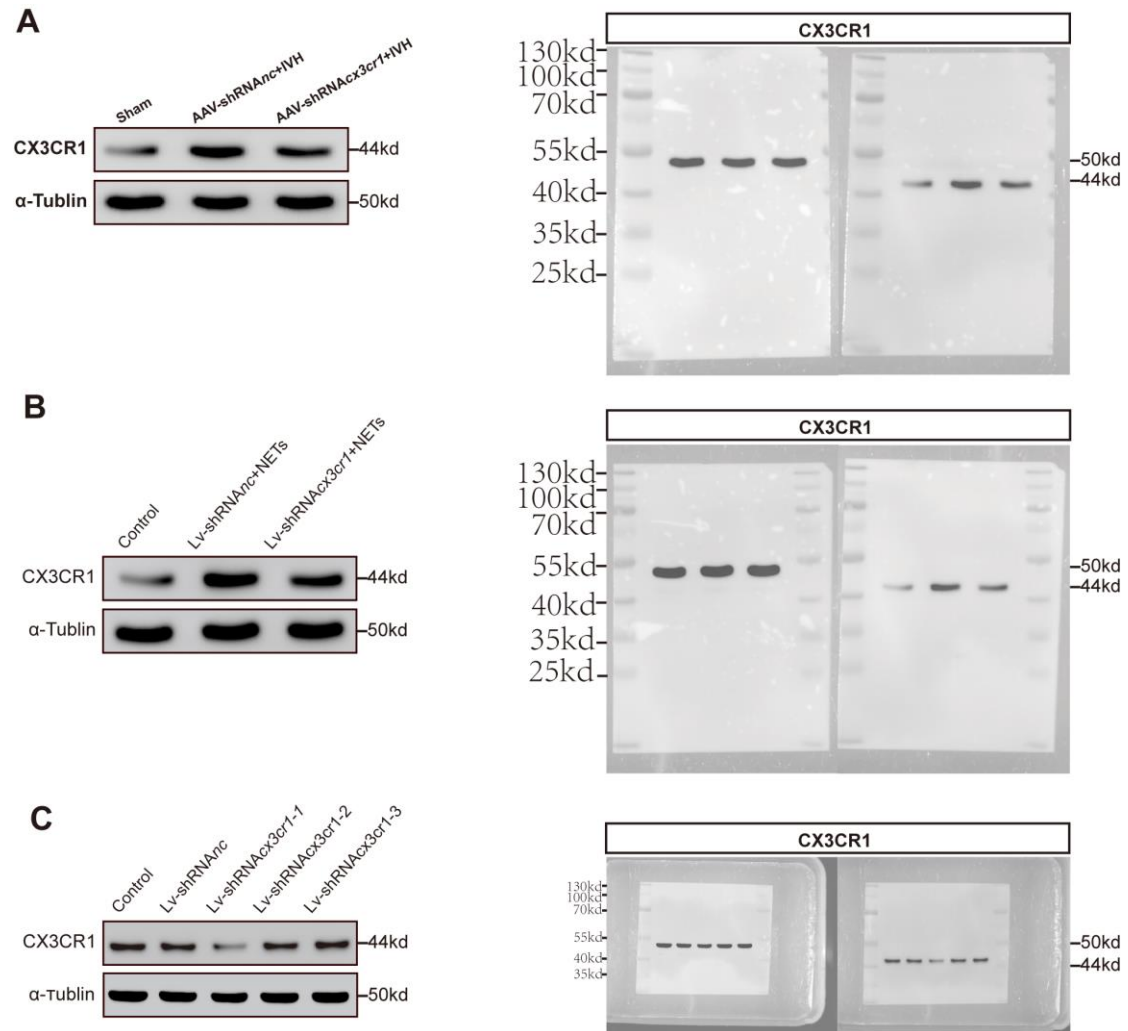 A
Sham
AAV-shRNAnc+IVH
AAV-shRNAcx3cr1+IVH
CX3CR1
44kd
α-Tublin
50kd
CX3CR1
130kd
100kd
70kd
55kd
40kd
35kd
25kd
50kd
44kd
B
Control
Lv-shRNAnc+NETs
Lv-shRNAcx3cr1+NETs
CX3CR1
44kd
α-Tublin
50kd
CX3CR1
130kd
100kd
70kd
55kd
40kd
35kd
25kd
50kd
44kd
C
Control
Lv-shRNAnc
Lv-shRNAcx3cr1-1
Lv-shRNAcx3cr1-2
Lv-shRNAcx3cr1-3
CX3CR1
44kd
α-Tublin
50kd
CX3CR1
130kd
100kd
70kd
55kd
40kd
35kd
50kd
44kd